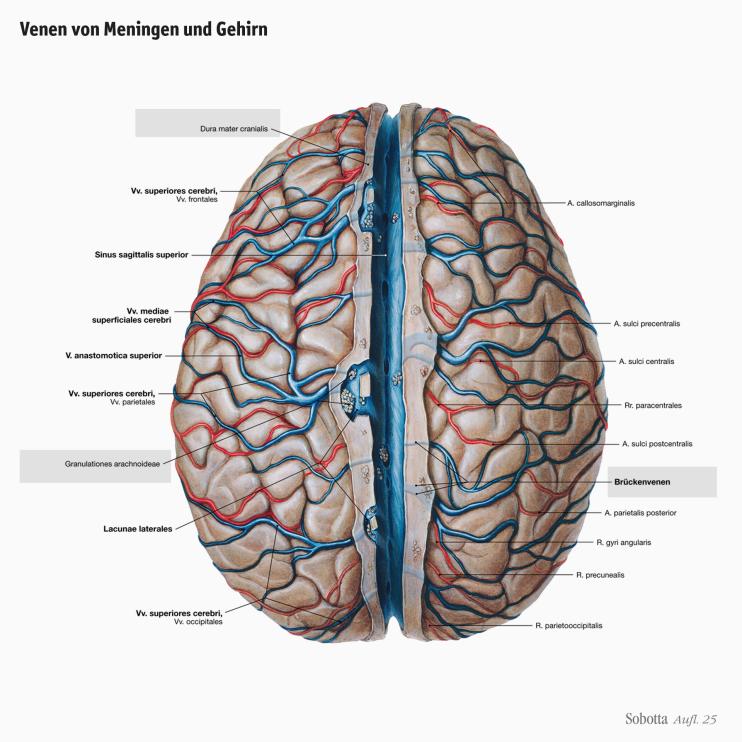 Venen von Meningen und Gehirn
Dura mater cranialis
Vv. superiores cerebri,
Vv. frontales
Sinus sagittalis superior
Vv. mediae
superficiales cerebri
V. anastomotica superior
Vv. superiores cerebri,
Vv. parietales
Granulationes arachnoideae
Lacunae laterales
Vv. superiores cerebri,
Vv. occipitales
A. callosomarginalis
A. sulci precentralis
A. sulci centralis
Rr. paracentrales
A. sulci postcentralis
Brückenvenen
A. parietalis posterior
R. gyri angularis
R. precunealis
R. parietooccipitalis
Sobotta Aufl. 25